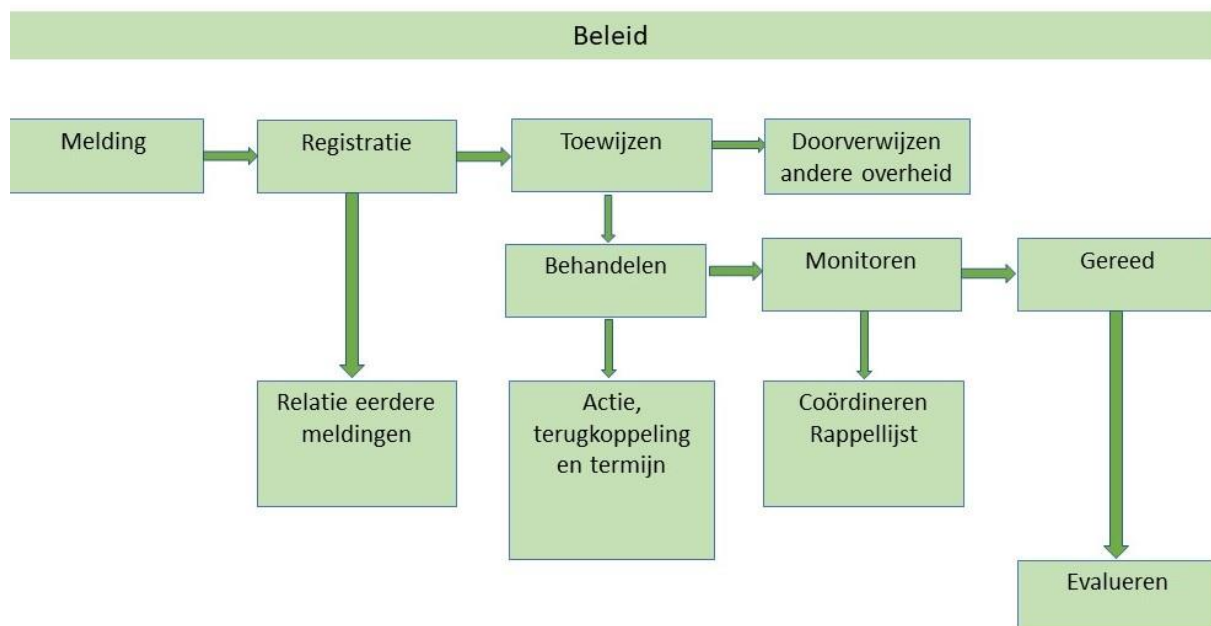 Beleid
Melding
Registratie
Toewijzen
Doorverwijzen
andere overheid
Behandelen
Monitoren
Gereed
Relatie eerdere
meldingen
Actie,
terugkoppeling
en termijn
Coördineren
Rappellijst
Evalueren